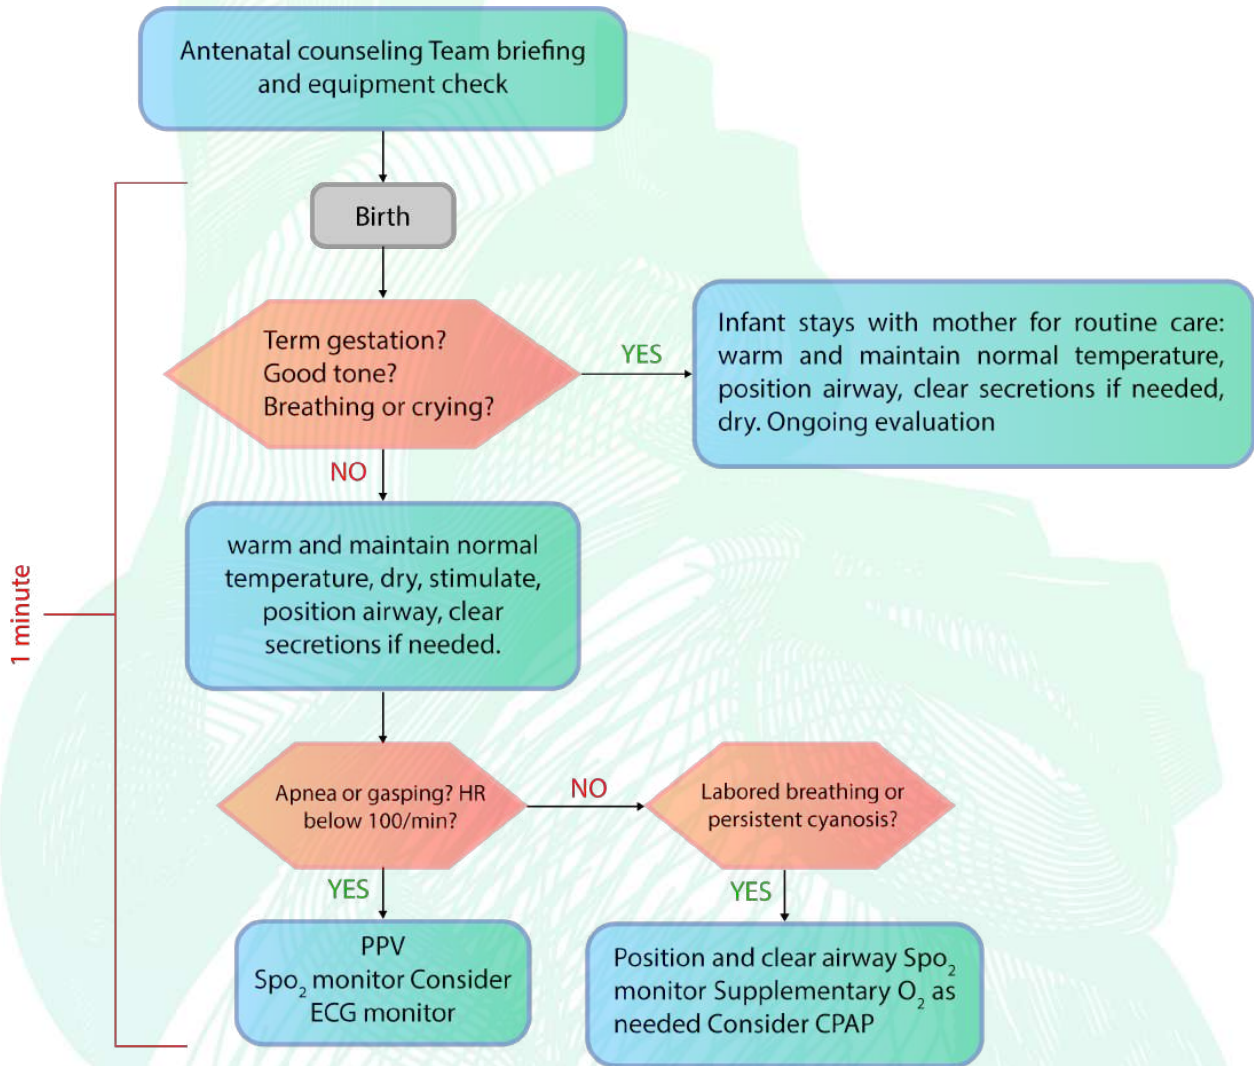 Antenatal counseling Team briefing
and equipment check
Birth
Term gestation?
Good tone?
Breathing or crying?
YES
Infant stays with mother for routine care:
warm and maintain normal temperature,
position airway, clear secretions if needed,
dry. Ongoing evaluation
NO
warm and maintain normal
temperature, dry, stimulate,
position airway, clear
secretions if needed.
1 minute
Apnea or gasping? HR
below 100/min?
NO
Labored breathing or
persistent cyanosis?
YES
YES
PPV
Spo₂ monitor Consider
ECG monitor
Position and clear airway Spo₂
monitor Supplementary O₂ as
needed Consider CPAP